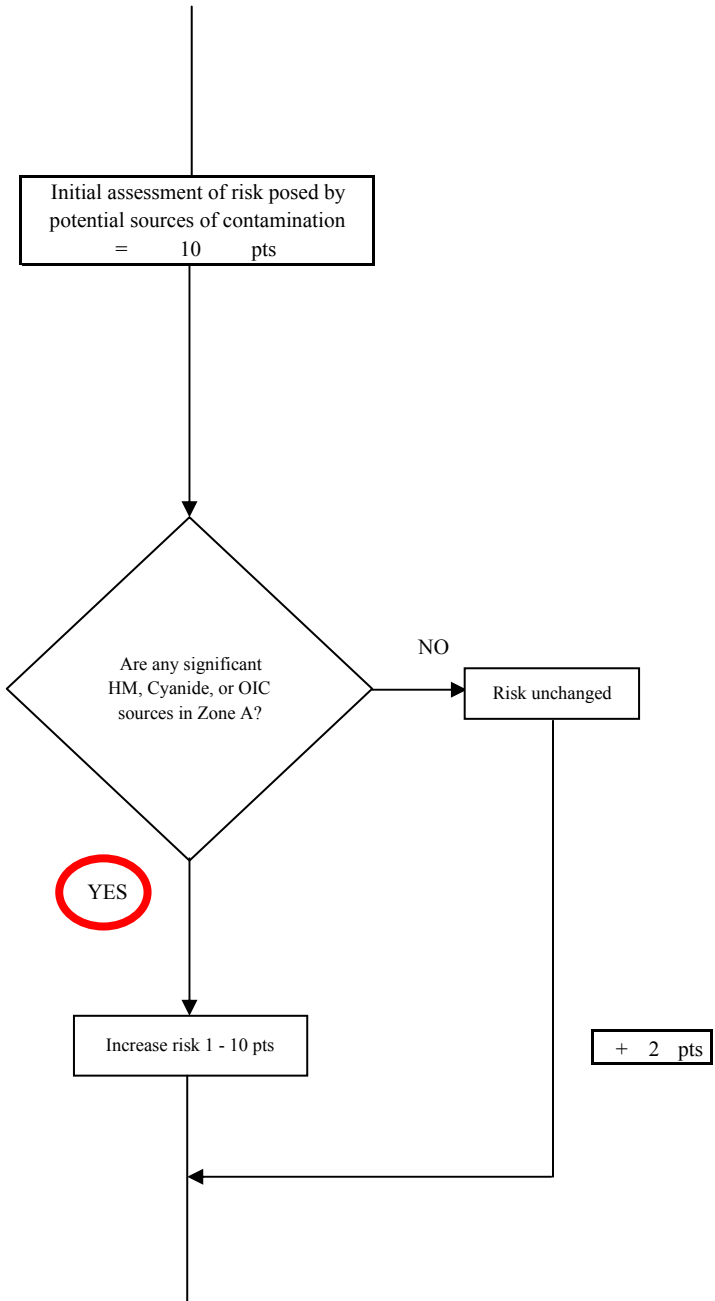 Initial assessment of risk posed by
potential sources of contamination
= 10 pts
Are any significant
HM, Cyanide, or OIC
sources in Zone A?
NO
Risk unchanged
YES
Increase risk 1 - 10 pts
+ 2 pts